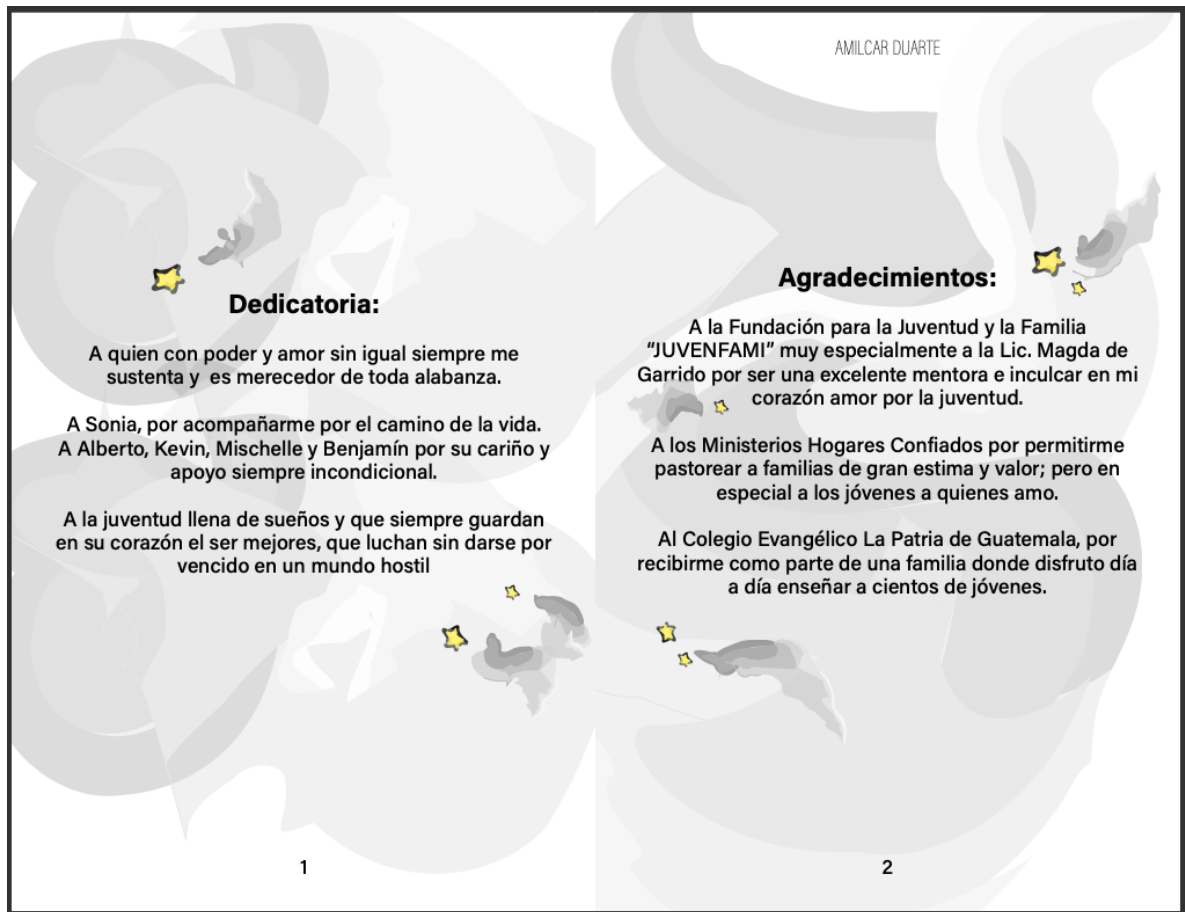 Dedicatoria:
A quien con poder y amor sin igual siempre me
sustenta y  es merecedor de toda alabanza.
A Sonia, por acompañarme por el camino de la vida.
A Alberto, Kevin, Mischelle y Benjamín por su cariño y
apoyo siempre incondicional.
A la juventud llena de sueños y que siempre guardan
en su corazón el ser mejores, que luchan sin darse por
vencido en un mundo hostil
1
AMILCAR DUARTE
Agradecimientos:
A la Fundación para la Juventud y la Familia
“JUVENFAMI” muy especialmente a la Lic. Magda de
Garrido por ser una excelente mentora e inculcar en mi
corazón amor por la juventud.
A los Ministerios Hogares Confiados por permitirme
pastorear a familias de gran estima y valor; pero en
especial a los jóvenes a quienes amo.
Al Colegio Evangélico La Patria de Guatemala, por
recibirme como parte de una familia donde disfruto día
a día enseñar a cientos de jóvenes.
2